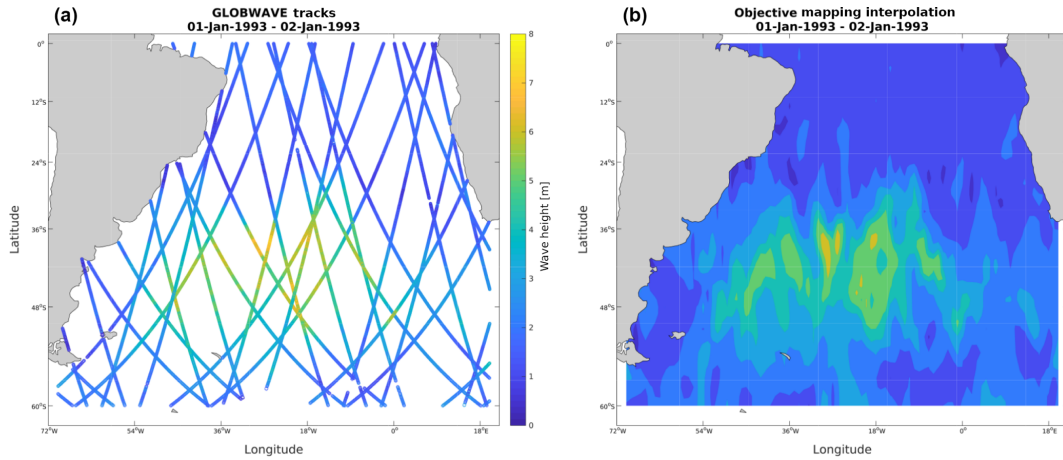 (a)
GLOBWAVE tracks
01-Jan-1993 - 02-Jan-1993
0°
12°S
24°S
36°S
48°S
60°S
Latitude
72°W
54°W
36°W
18°W
0°
18°E
Longitude
8
7
6
5
4
3
2
1
0
Wave height [m]
(b)
Objective mapping interpolation
01-Jan-1993 - 02-Jan-1993
0°
12°S
24°S
36°S
48°S
60°S
Latitude
72°W
54°W
36°W
18°W
0°
18°E
Longitude